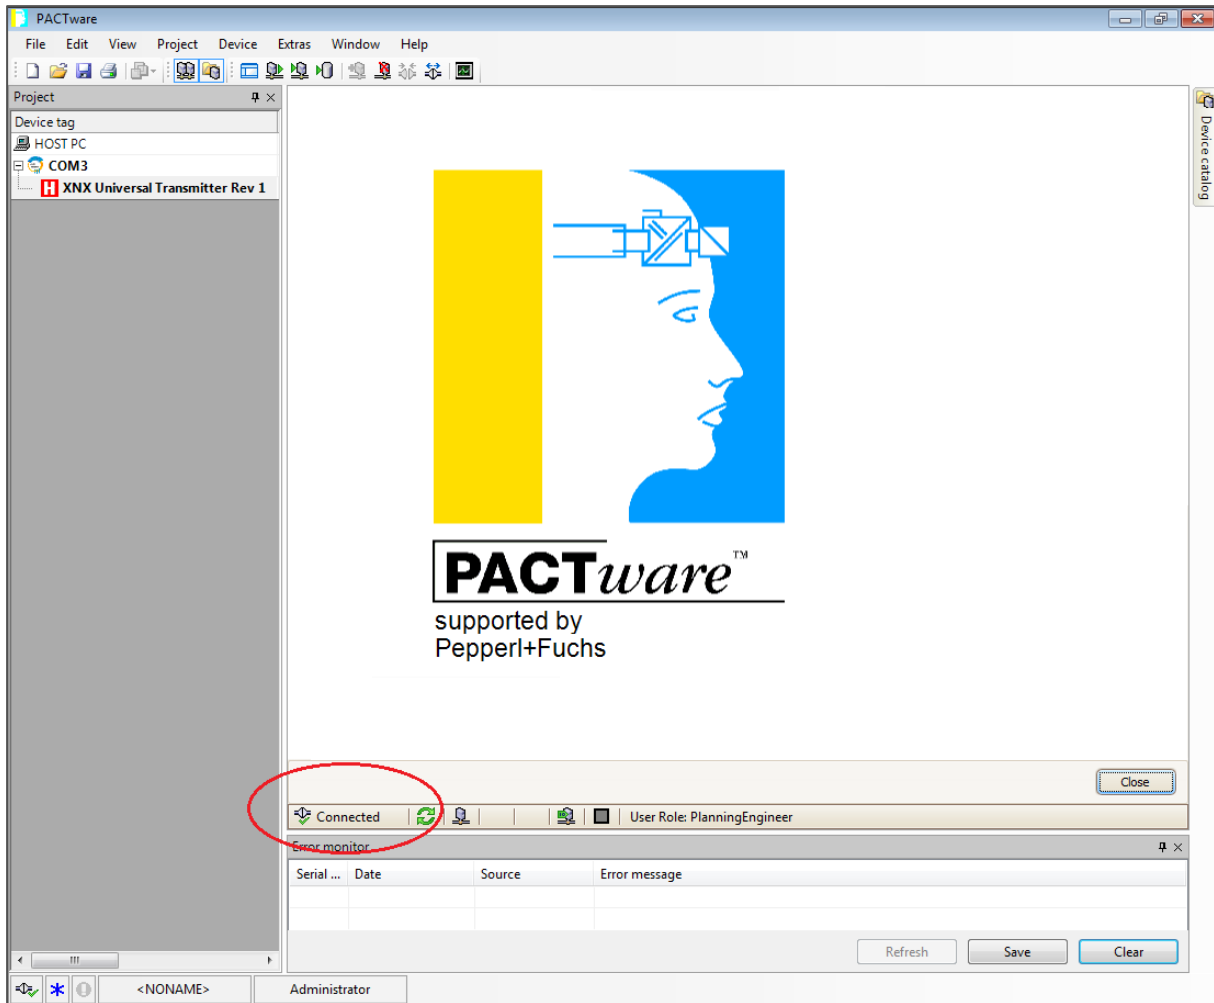 PACTware
File Edit View Project Device Extras Window Help
Project
Device tag
HOST PC
COM3
H XNX Universal Transmitter Rev 1
Device catalog
PACTware™
supported by
Pepperl+Fuchs
Close
Connected
User Role: PlanningEngineer
Error monitor
Serial ... Date Source Error message
Refresh Save Clear
<NONAME> Administrator